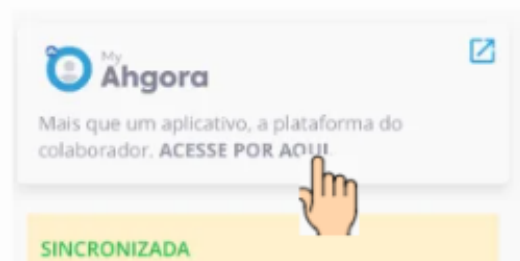 My
Ahgora
Mais que um aplicativo, a plataforma do
colaborador. ACESSE POR AQUI
SINCRONIZADA